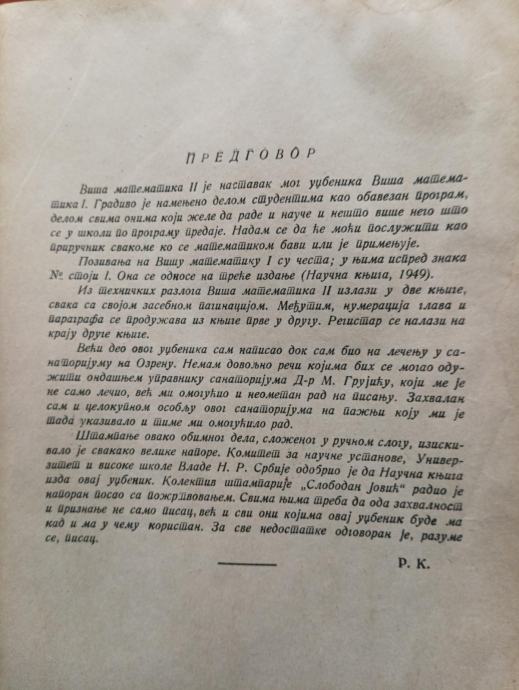 ПРЕДГОВОР
Виша математика II је наставак мог уџбеника Виша матема-
тика I. Градиво је намењено делом студентима као обавезан програм,
делом свима онима који желе да раде и науче и нешто више него што
се у школи по програму предаје. Надам се да ће моћи послужити као
приручник свакоме ко се математиком бави или је примењује.
Позивања на Вишу математику I су честа; у њима испред знака
№ стоји I. Она се односе на треће издање (Научна књига, 1949).
Из техничких разлога Виша математика II излази у две књиге,
свака са својом засебном пагинацијом. Међутим, нумерација глава и
параграфа се продужава из књиге прве у другу. Регистар се налази на
крају друге књиге.
Већи део овог уџбеника сам написао док сам био на лечењу у са-
наторијуму на Озрену. Немам довољно речи којима бих се могао оду-
жити ондашњем управнику санаторијума Д-р М. Грујићу, који ме је
не само лечио, већ ми омогућио и неометан рад на писању. Захвалан
сам и целокупном особљу овог санаторијума на пажњи коју ми је
тада указивало и тиме ми омогућило рад.
Штампање овако обимног дела, сложеног у ручном слогу, изиски-
вало је свакако велике напоре. Комитет за научне установе, Универ-
зитет и високе школе Владе Н. Р. Србије одобрио је да Научна књига
изда овај уџбеник. Колектив штампарије „Слободан Јовић“ радио је
напоран посао са пожртвовањем. Свима њима треба да ода захвалност
и признање не само писац, већ и сви они којима овај уџбеник буде ма
кад и ма у чему користан. За све недостатке одговоран је, разуме
се, писац.
Р. К.